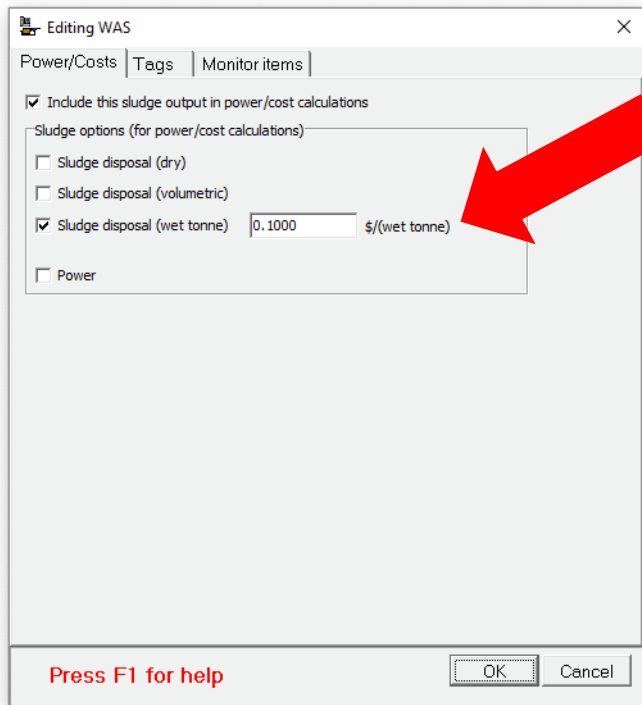 Editing WAS
Power/Costs Tags Monitor items
Include this sludge output in power/cost calculations
Sludge options (for power/cost calculations)
Sludge disposal (dry)
Sludge disposal (volumetric)
Sludge disposal (wet tonne) 0.1000 $/(wet tonne)
Power
Press F1 for help OK Cancel